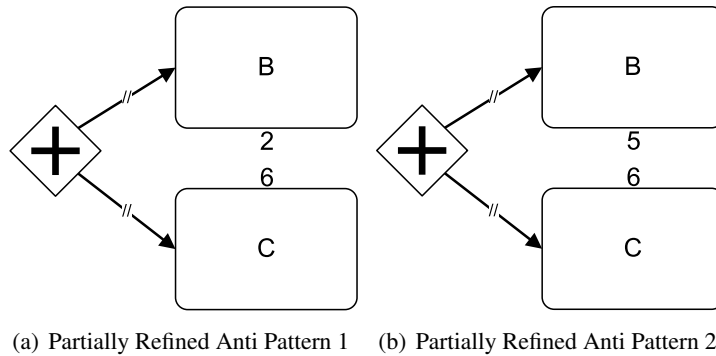 B
2
6
C
B
5
6
C
(a) Partially Refined Anti Pattern 1
(b) Partially Refined Anti Pattern 2